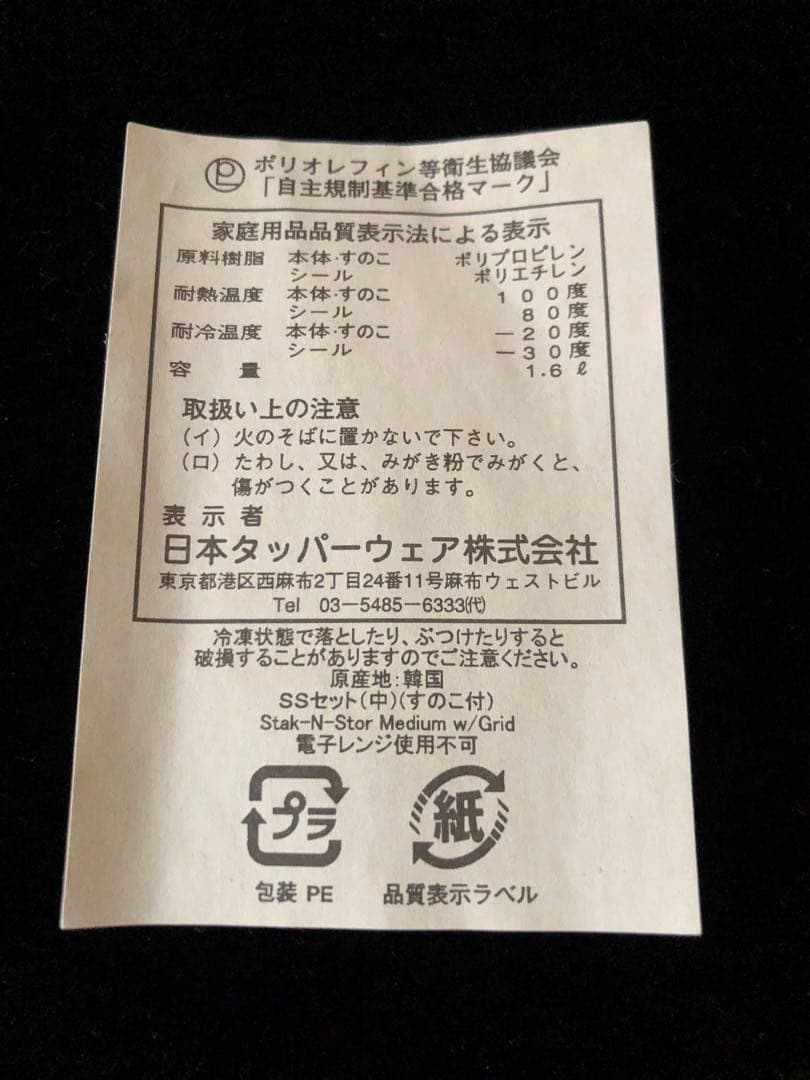 PL ポリオレフィン等衛生協議会
「自主規制基準合格マーク」
家庭用品品質表示法による表示
原料樹脂 本体・すのこ ポリプロピレン
シール ポリエチレン
耐熱温度 本体・すのこ 100度
シール 80度
耐冷温度 本体・すのこ −20度
シール −30度
容量 1.6ℓ
取扱い上の注意
(イ)火のそばに置かないで下さい。
(ロ)たわし、又は、みがき粉でみがくと、
傷がつくことがあります。
表示者
日本タッパーウェア株式会社
東京都港区西麻布2丁目24番11号麻布ウェストビル
Tel 03−5485−6333㈹
冷凍状態で落としたり、ぶつけたりすると
破損することがありますのでご注意ください。
原産地:韓国
SSセット(中)(すのこ付)
Stak-N-Stor Medium w/Grid
電子レンジ使用不可
プラ 紙
包装 PE 品質表示ラベル